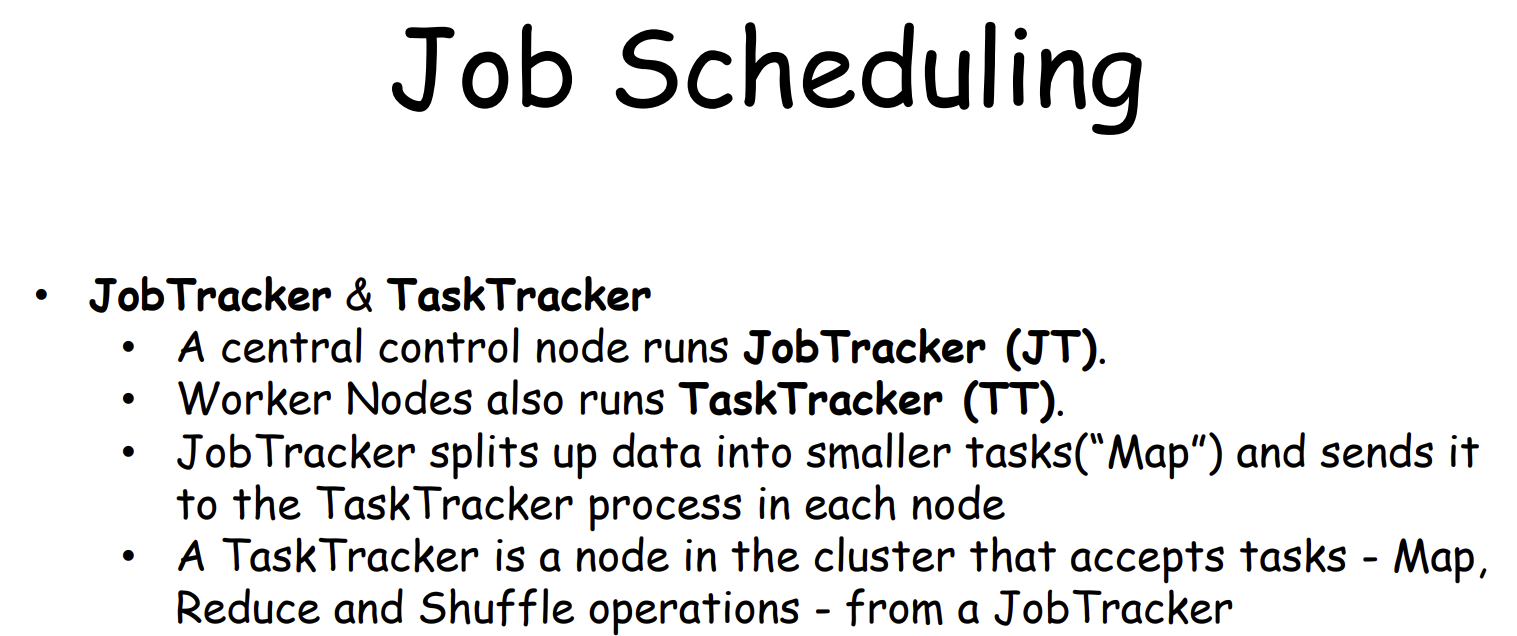 Job Scheduling
• JobTracker & TaskTracker
• A central control node runs JobTracker (JT).
• Worker Nodes also runs TaskTracker (TT).
• JobTracker splits up data into smaller tasks(“Map”) and sends it
to the TaskTracker process in each node
• A TaskTracker is a node in the cluster that accepts tasks - Map,
Reduce and Shuffle operations - from a JobTracker